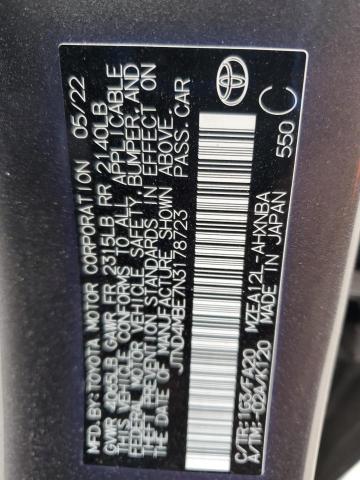 MFD. BY: TOYOTA MOTOR CORPORATION 05/22
GVWR 4045LB GAWR FR 2315LB RR 2140LB
THIS VEHICLE CONFORMS TO ALL APPLICABLE
FEDERAL MOTOR VEHICLE SAFETY, BUMPER, AND
THEFT PREVENTION STANDARDS IN EFFECT ON
THE DATE OF MANUFACTURE SHOWN ABOVE.
JTND4MBE7N3178723 PASS. CAR
C/TR: 1G3/FA20 MZEA12L-AHXNBA
A/TM: -02A/K120 MADE IN JAPAN
550
C